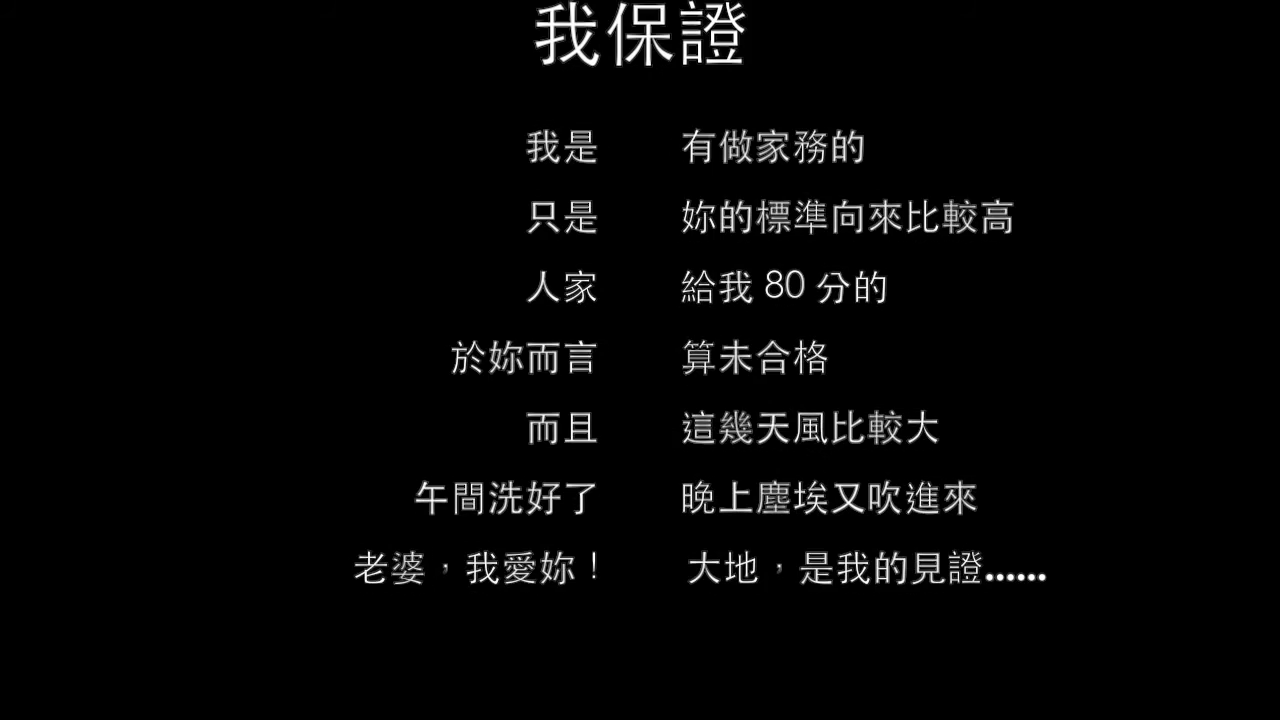 我保證
我是 有做家務的
只是 妳的標準向來比較高
人家 給我 80 分的
於妳而言 算未合格
而且 這幾天風比較大
午間洗好了 晚上塵埃又吹進來
老婆，我愛妳！ 大地，是我的見證......